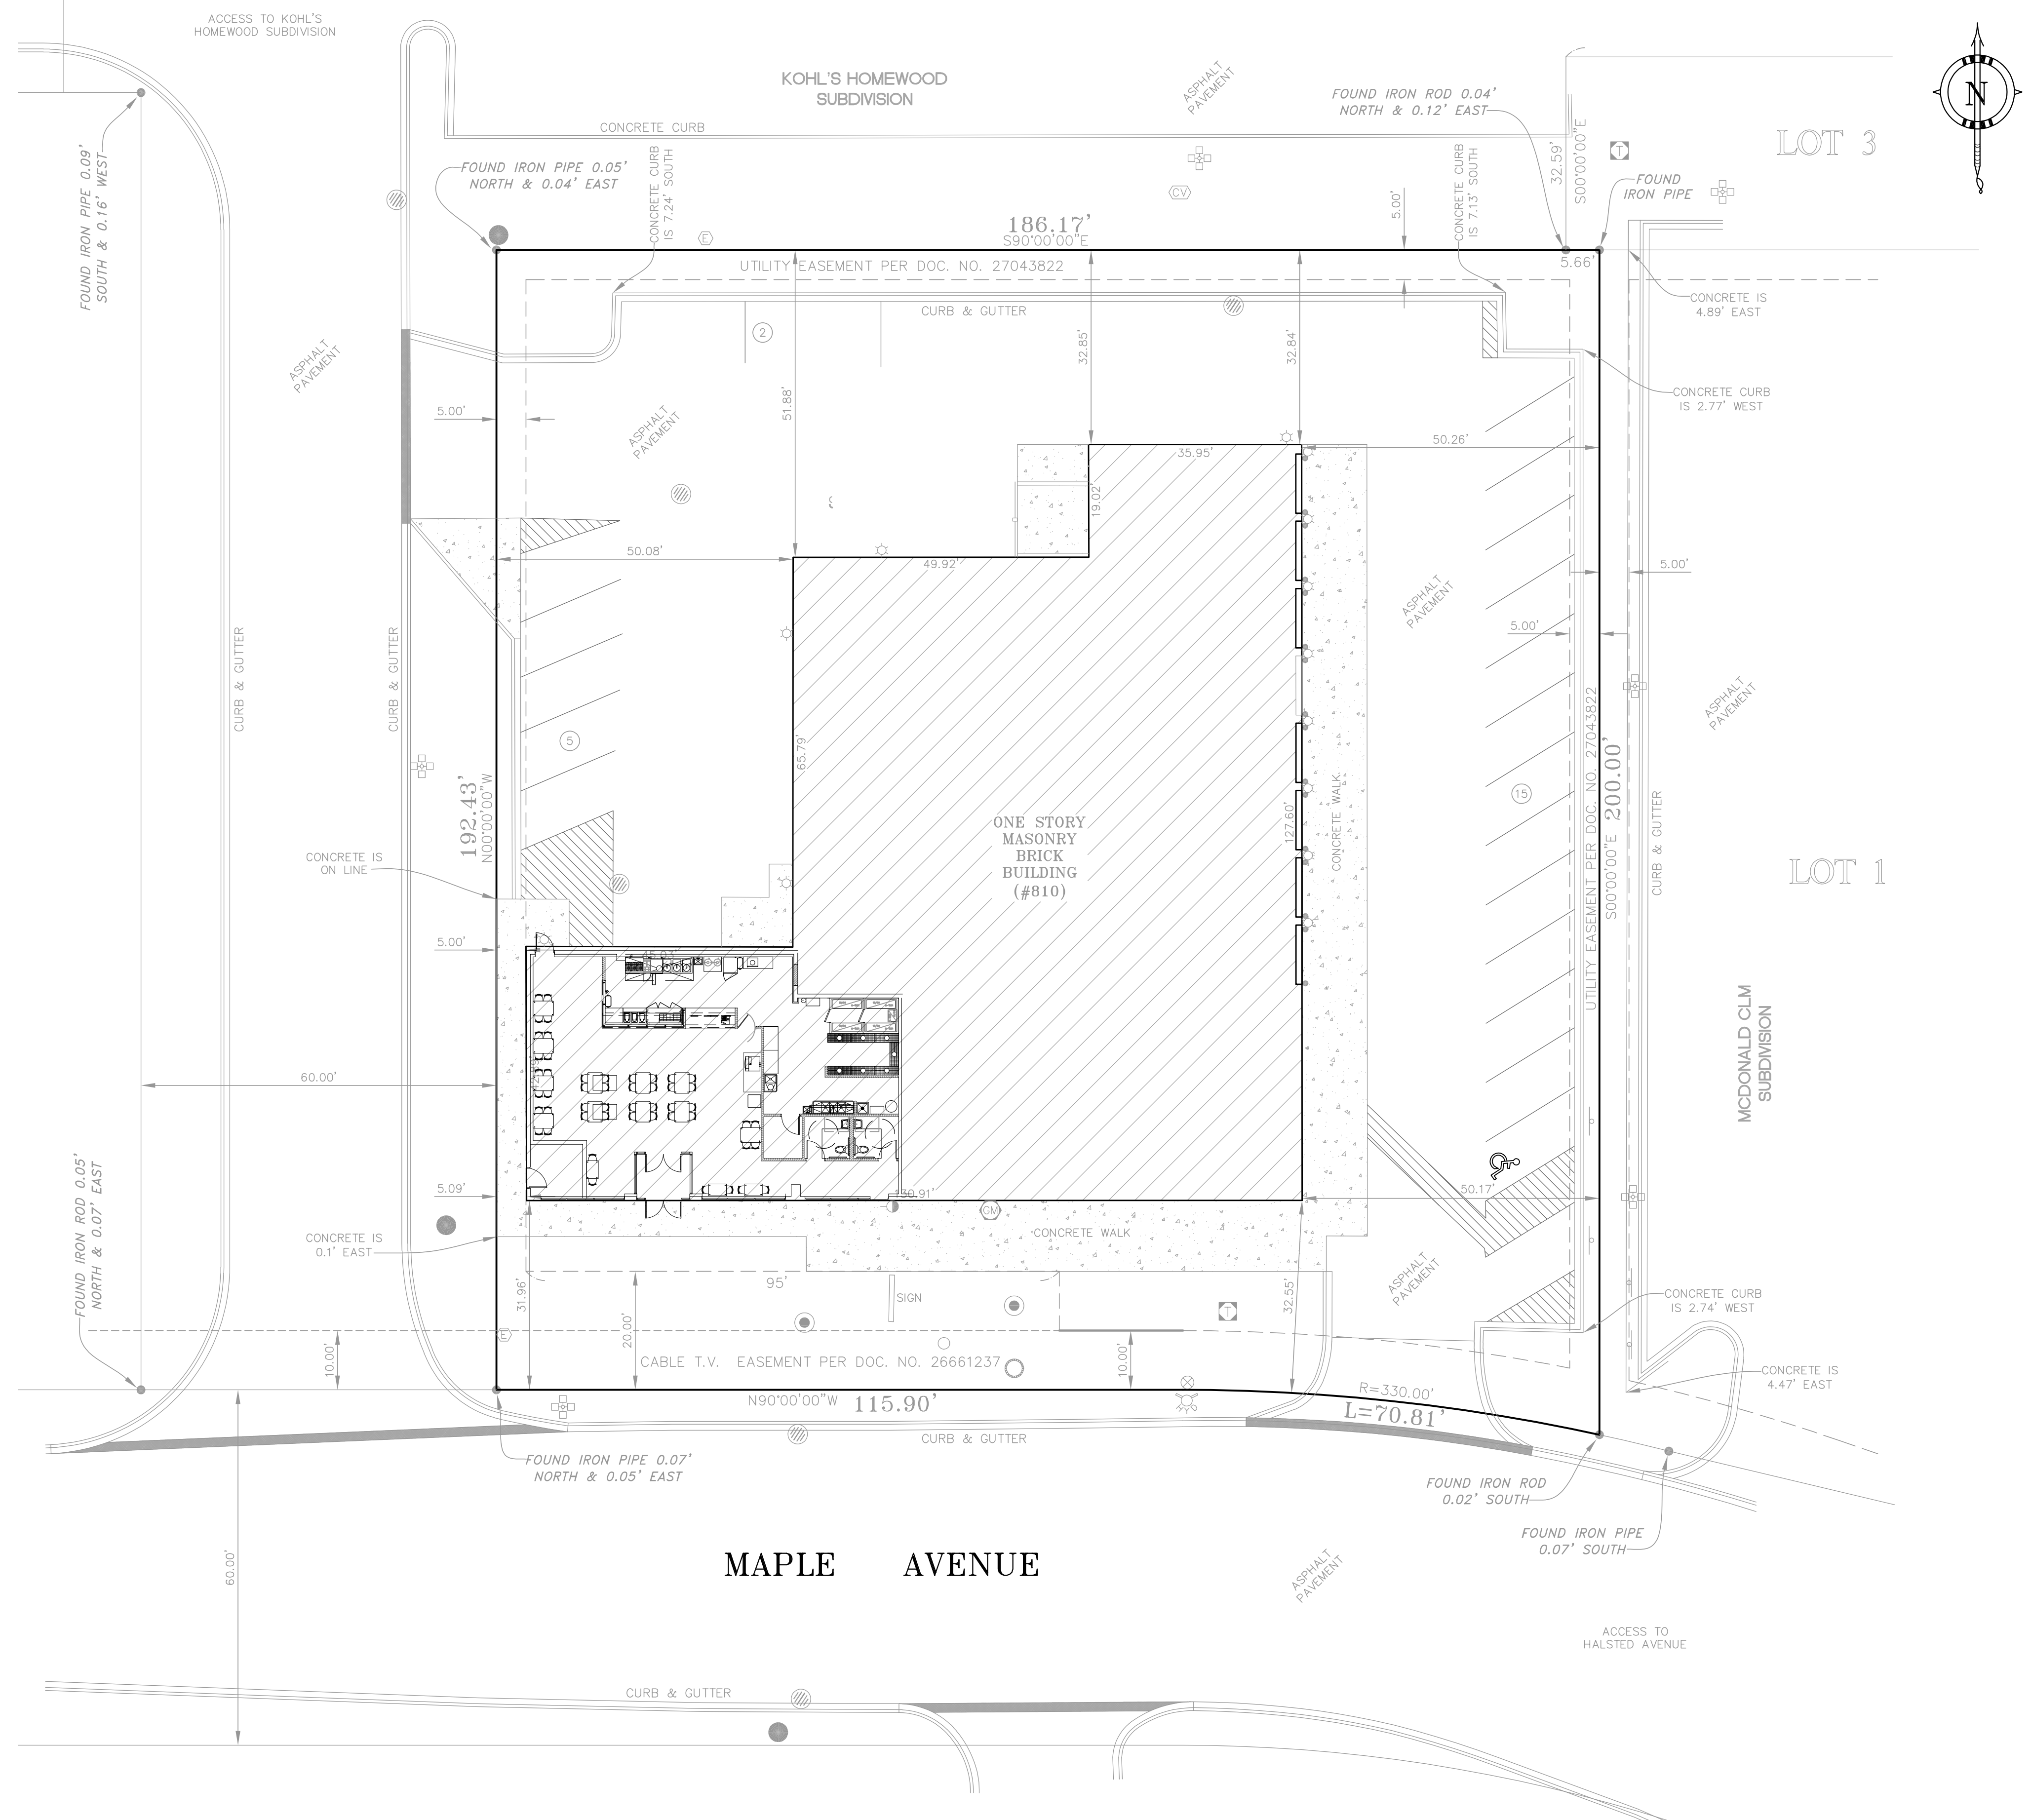 ACCESS TO KOHL'S
HOMEWOOD SUBDIVISION
KOHL'S HOMEWOOD
SUBDIVISION
ASPHALT
PAVEMENT
FOUND IRON ROD 0.04'
NORTH & 0.12' EAST
N
LOT 3
CONCRETE CURB
FOUND IRON PIPE 0.09'
SOUTH & 0.16' WEST
FOUND IRON PIPE 0.05'
NORTH & 0.04' EAST
CONCRETE CURB
IS 7.24' SOUTH
CV
E
186.17'
S90°00'00"E
5.00'
CONCRETE CURB
IS 7.13' SOUTH
32.59'
S00°00'00"E
T
FOUND
IRON PIPE
UTILITY EASEMENT PER DOC. NO. 27043822
5.66'
CURB & GUTTER
CONCRETE IS
4.89' EAST
2
ASPHALT
PAVEMENT
51.88'
32.85'
32.84'
CONCRETE CURB
IS 2.77' WEST
5.00'
ASPHALT
PAVEMENT
35.95'
50.26'
19.02'
50.08'
49.92'
5.00'
ASPHALT
PAVEMENT
5.00'
CURB & GUTTER
CURB & GUTTER
65.79'
5
192.43'
N00°00'00"W
ONE STORY
MASONRY
BRICK
BUILDING
(#810)
127.60'
CONCRETE WALK
15
UTILITY EASEMENT PER DOC. NO. 27043822
S00°00'00"E
200.00'
ASPHALT
PAVEMENT
CURB & GUTTER
LOT 1
CONCRETE IS
ON LINE
5.00'
MCDONALD CLM
SUBDIVISION
60.00'
5.09'
130.91'
50.17'
GM
FOUND IRON ROD 0.05'
NORTH & 0.07' EAST
CONCRETE IS
0.1' EAST
CONCRETE WALK
31.96'
20.00'
95'
SIGN
T
32.55'
ASPHALT
PAVEMENT
CONCRETE CURB
IS 2.74' WEST
10.00'
E
CABLE T.V. EASEMENT PER DOC. NO. 26661237
10.00'
N90°00'00"W
115.90'
R=330.00'
L=70.81'
CONCRETE IS
4.47' EAST
CURB & GUTTER
FOUND IRON PIPE 0.07'
NORTH & 0.05' EAST
FOUND IRON ROD
0.02' SOUTH
FOUND IRON PIPE
0.07' SOUTH
60.00'
MAPLE AVENUE
ASPHALT
PAVEMENT
ACCESS TO
HALSTED AVENUE
CURB & GUTTER